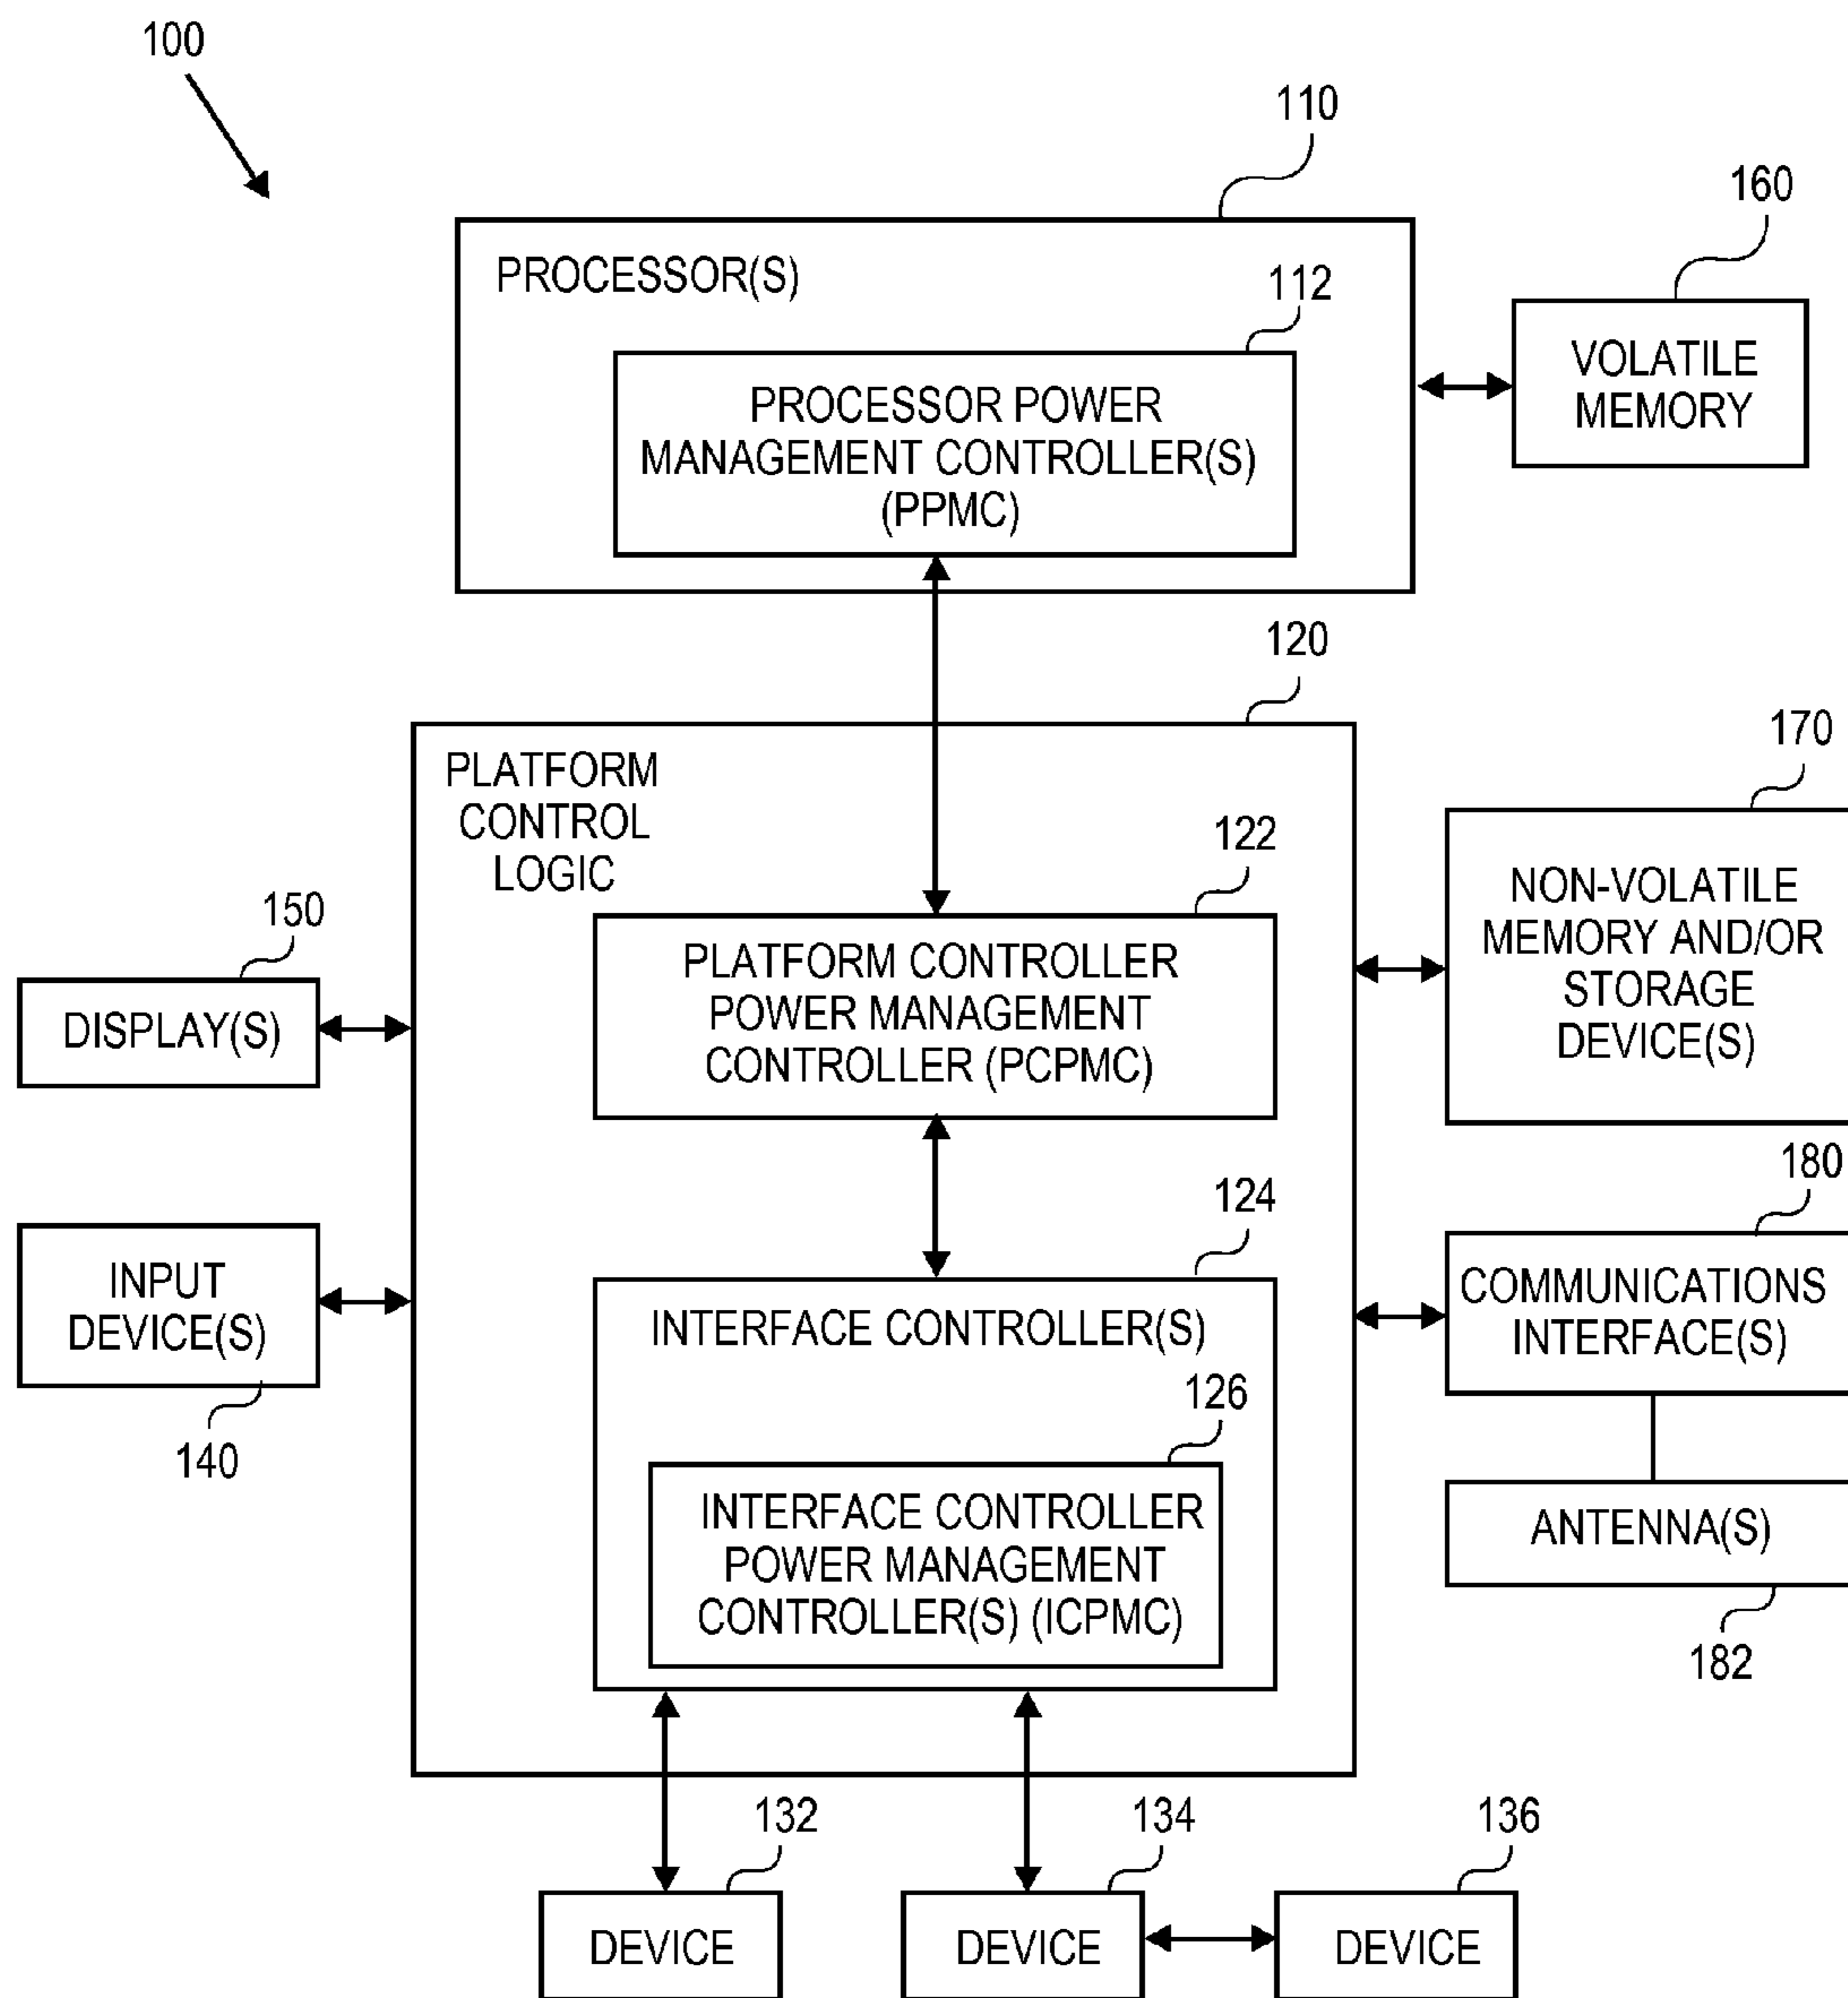 100
110
160
PROCESSOR(S)
112
PROCESSOR POWER
MANAGEMENT CONTROLLER(S)
(PPMC)
VOLATILE
MEMORY
120
PLATFORM
CONTROL
LOGIC
170
122
150
PLATFORM CONTROLLER
POWER MANAGEMENT
CONTROLLER (PCPMC)
NON-VOLATILE
MEMORY AND/OR
STORAGE
DEVICE(S)
DISPLAY(S)
180
124
INPUT
DEVICE(S)
140
INTERFACE CONTROLLER(S)
COMMUNICATIONS
INTERFACE(S)
126
INTERFACE CONTROLLER
POWER MANAGEMENT
CONTROLLER(S) (ICPMC)
ANTENNA(S)
182
132
134
136
DEVICE
DEVICE
DEVICE